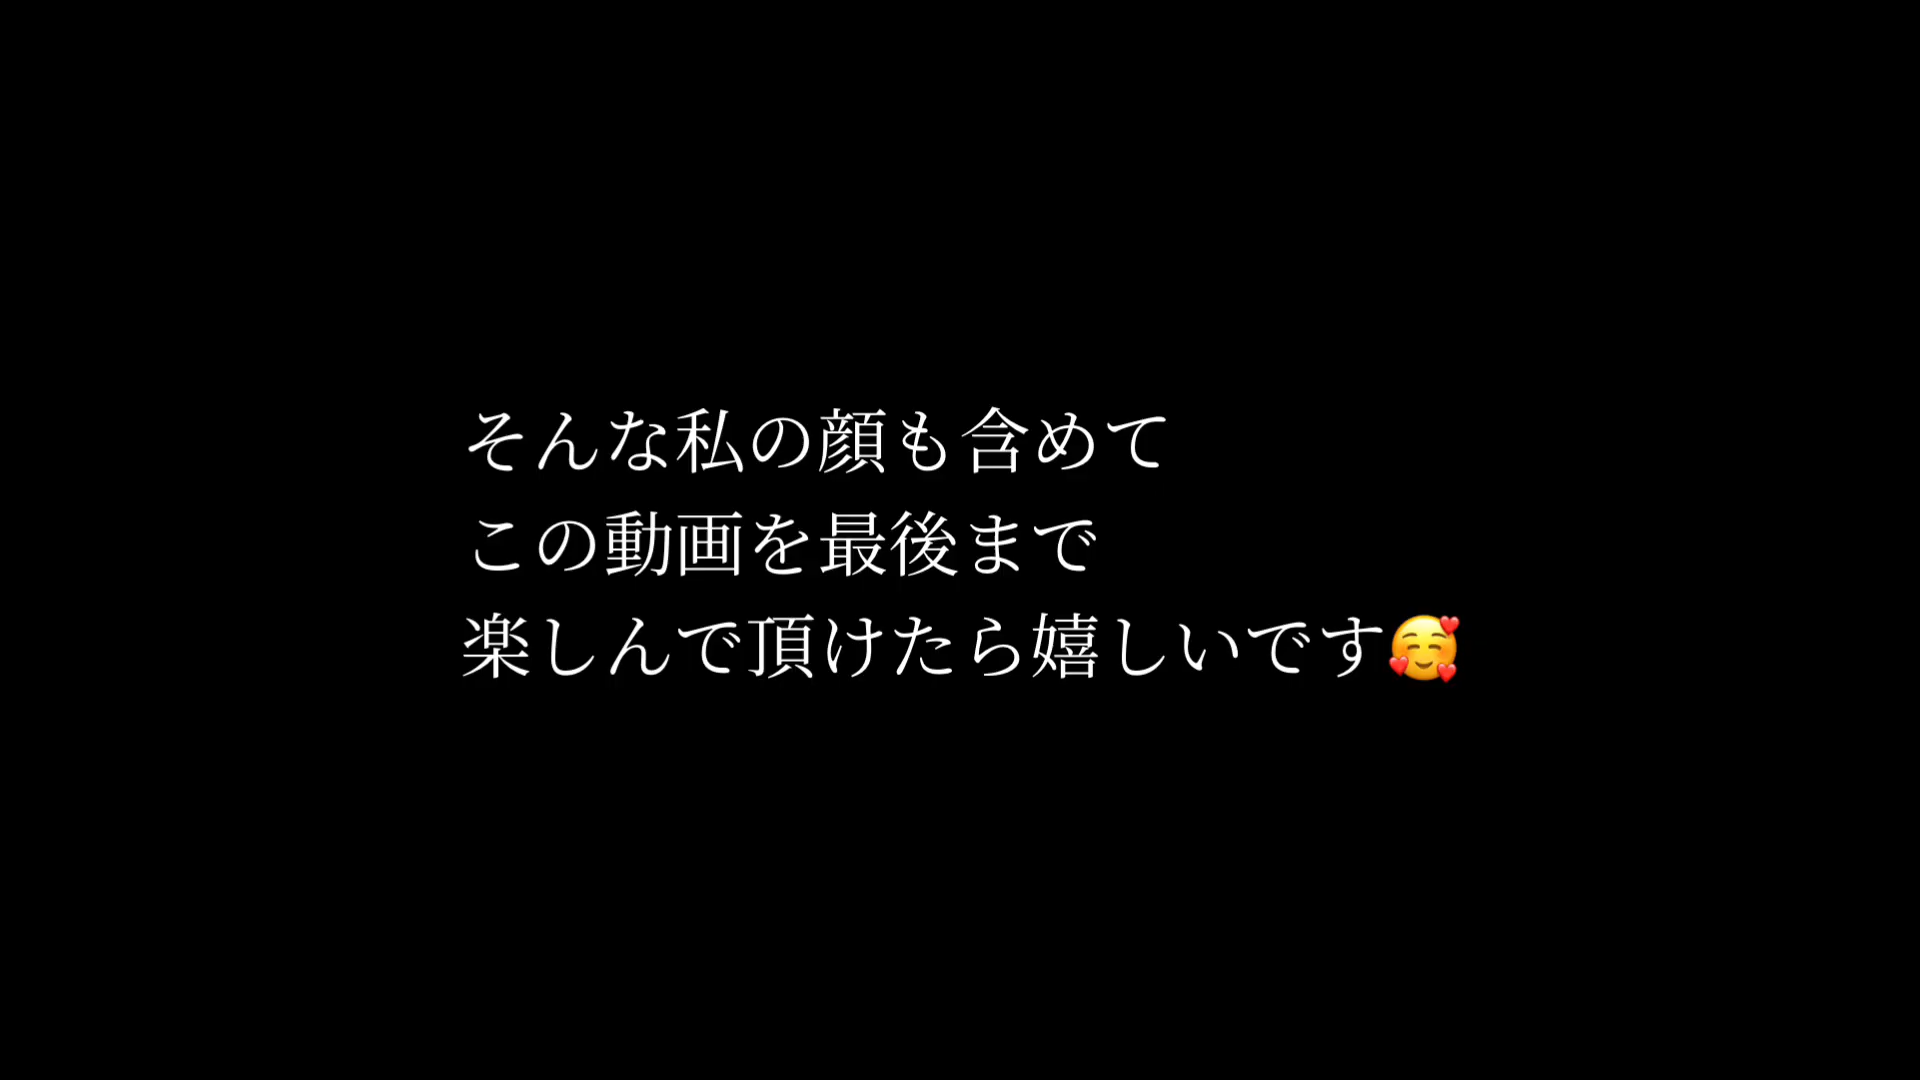 そんな私の顔も含めて
この動画を最後まで
楽しんで頂けたら嬉しいです🥰